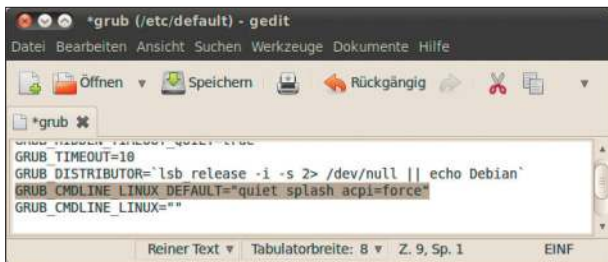 *grub (/etc/default) - gedit
Datei Bearbeiten Ansicht Suchen Werkzeuge Dokumente Hilfe
Öffnen Speichern Rückgängig
*grub
GRUB_HIDDEN_TIMEOUT_QUIET=true
GRUB_TIMEOUT=10
GRUB_DISTRIBUTOR=`lsb_release -i -s 2> /dev/null || echo Debian`
GRUB_CMDLINE_LINUX_DEFAULT="quiet splash acpi=force"
GRUB_CMDLINE_LINUX=""
Reiner Text Tabulatorbreite: 8 Z. 9, Sp. 1 EINF